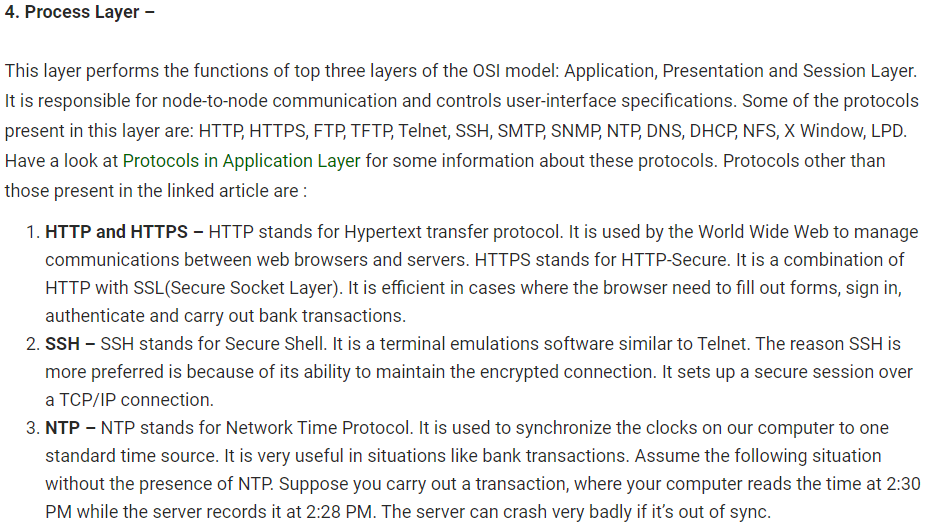 4. Process Layer –
This layer performs the functions of top three layers of the OSI model: Application, Presentation and Session Layer.
It is responsible for node-to-node communication and controls user-interface specifications. Some of the protocols
present in this layer are: HTTP, HTTPS, FTP, TFTP, Telnet, SSH, SMTP, SNMP, NTP, DNS, DHCP, NFS, X Window, LPD.
Have a look at Protocols in Application Layer for some information about these protocols. Protocols other than
those present in the linked article are :
1. HTTP and HTTPS – HTTP stands for Hypertext transfer protocol. It is used by the World Wide Web to manage
communications between web browsers and servers. HTTPS stands for HTTP-Secure. It is a combination of
HTTP with SSL(Secure Socket Layer). It is efficient in cases where the browser need to fill out forms, sign in,
authenticate and carry out bank transactions.
2. SSH – SSH stands for Secure Shell. It is a terminal emulations software similar to Telnet. The reason SSH is
more preferred is because of its ability to maintain the encrypted connection. It sets up a secure session over
a TCP/IP connection.
3. NTP – NTP stands for Network Time Protocol. It is used to synchronize the clocks on our computer to one
standard time source. It is very useful in situations like bank transactions. Assume the following situation
without the presence of NTP. Suppose you carry out a transaction, where your computer reads the time at 2:30
PM while the server records it at 2:28 PM. The server can crash very badly if it’s out of sync.